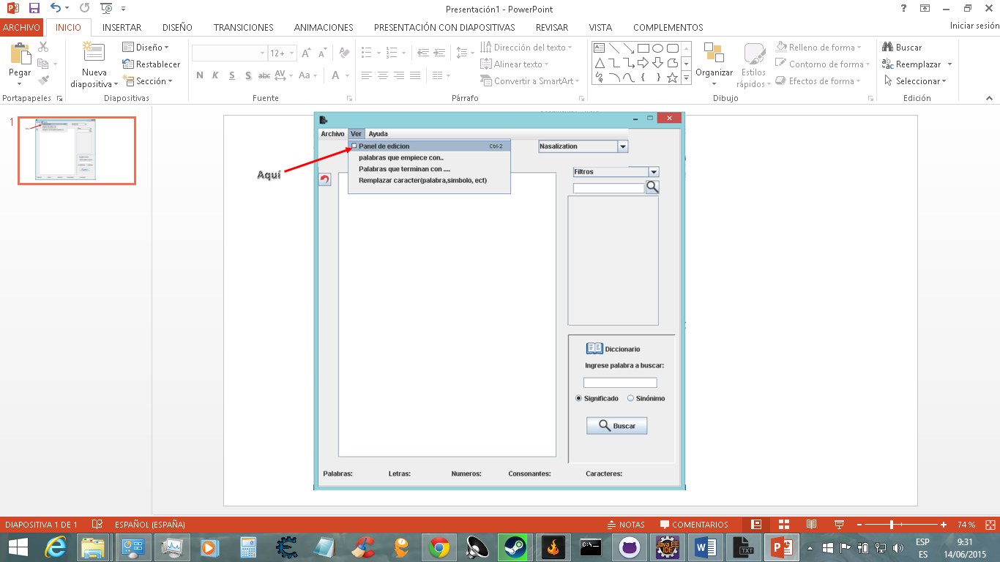 Presentación1 - PowerPoint
ARCHIVO INICIO INSERTAR DISEÑO TRANSICIONES ANIMACIONES PRESENTACIÓN CON DIAPOSITIVAS REVISAR VISTA COMPLEMENTOS Iniciar sesión
Pegar
Portapapeles
Nueva diapositiva
Diseño
Restablecer
Sección
Diapositivas
12+
N K S S abc AV Aa A
Fuente
Dirección del texto
Alinear texto
Convertir a SmartArt
Párrafo
Organizar
Estilos rápidos
Relleno de forma
Contorno de forma
Efectos de forma
Dibujo
Buscar
Reemplazar
Seleccionar
Edición
1
Archivo Ver Ayuda
Panel de edicion Ctrl-2
palabras que empiece con..
Palabras que terminan con ....
Remplazar caracter(palabra,simbolo, ect)
Aquí
Nasalization
Filtros
Diccionario
Ingrese palabra a buscar:
Significado Sinónimo
Buscar
Palabras: Letras: Numeros: Consonantes: Caracteres:
DIAPOSITIVA 1 DE 1 ESPAÑOL (ESPAÑA) NOTAS COMENTARIOS 74 %
Java EE IDE
TXT
ESP
ES
9:31
14/06/2015